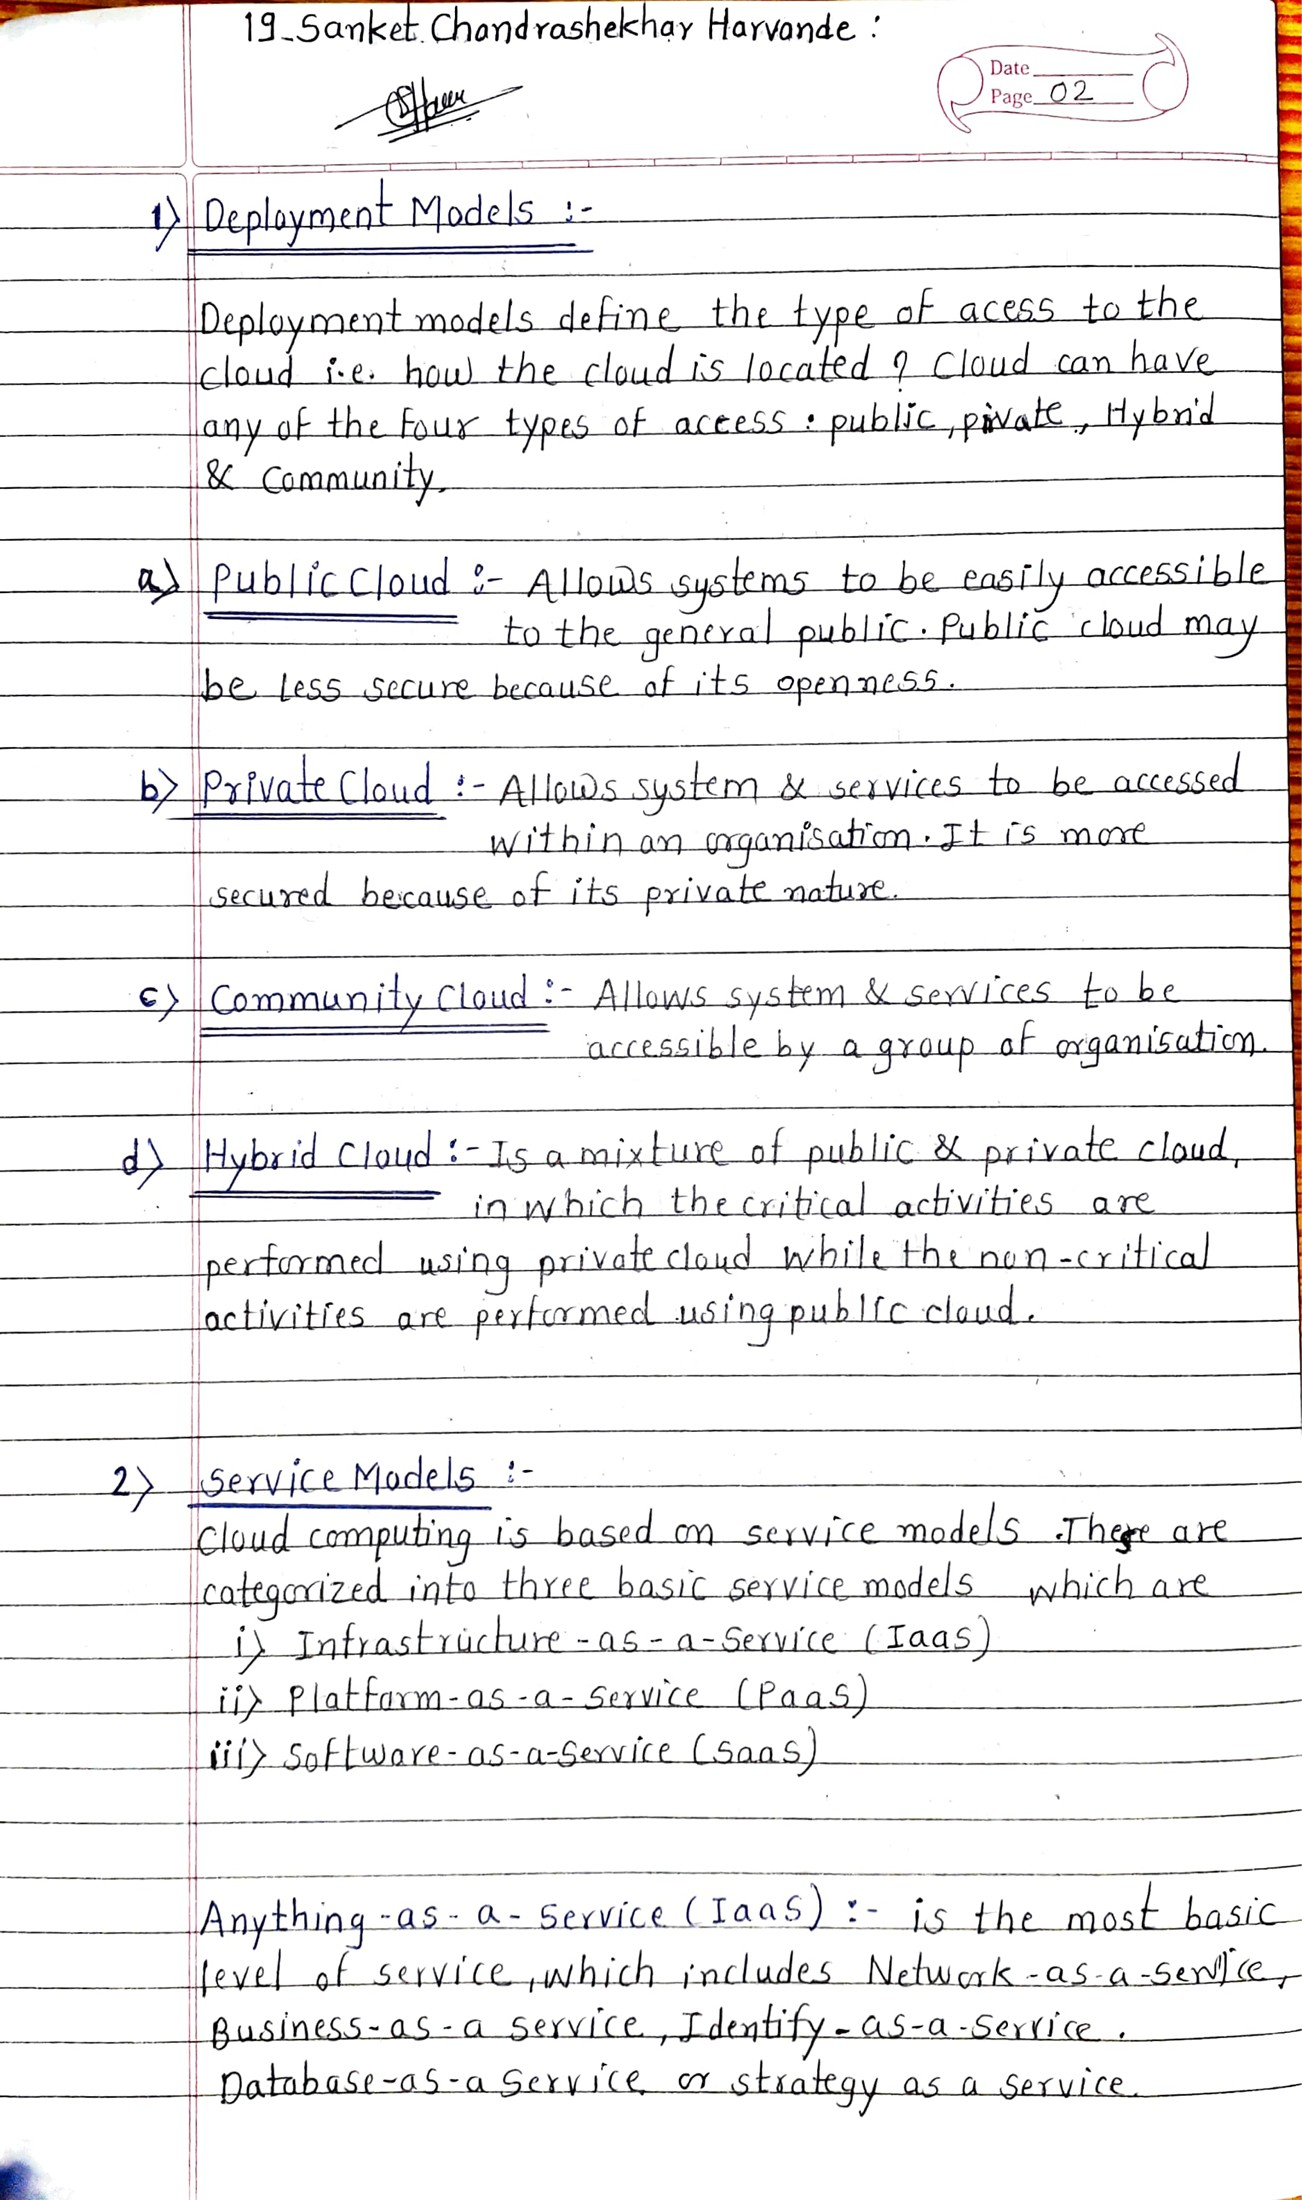 19_Sanket. Chandrashekhar Harvande :
Date
Page 02
1) Deployment Models :-
Deployment models define the type of acess to the
cloud i.e. how the cloud is located ? Cloud can have
any of the four types of access : public, private, Hybrid
& Community.
a) Public Cloud :- Allows systems to be easily accessible
to the general public. Public cloud may
be less secure because of its openness.
b) Private Cloud :- Allows system & services to be accessed
within an organisation. It is more
secured because of its private nature.
c) Community Cloud :- Allows system & services to be
accessible by a group of organisation.
d) Hybrid Cloud :- Is a mixture of public & private cloud,
in which the critical activities are
performed using private cloud while the non-critical
activities are performed using public cloud.
2) Service Models :-
Cloud computing is based on service models. These are
categorized into three basic service models which are
i) Infrastructure-as-a-Service (Iaas)
ii) Platform-as-a-Service (PaaS)
iii) Software-as-a-Service (Saas)
Anything-as-a-Service (IaaS) :- is the most basic
level of service, which includes Network-as-a-Service,
Business-as-a service, Identify-as-a-Service.
Database-as-a Service or strategy as a service.